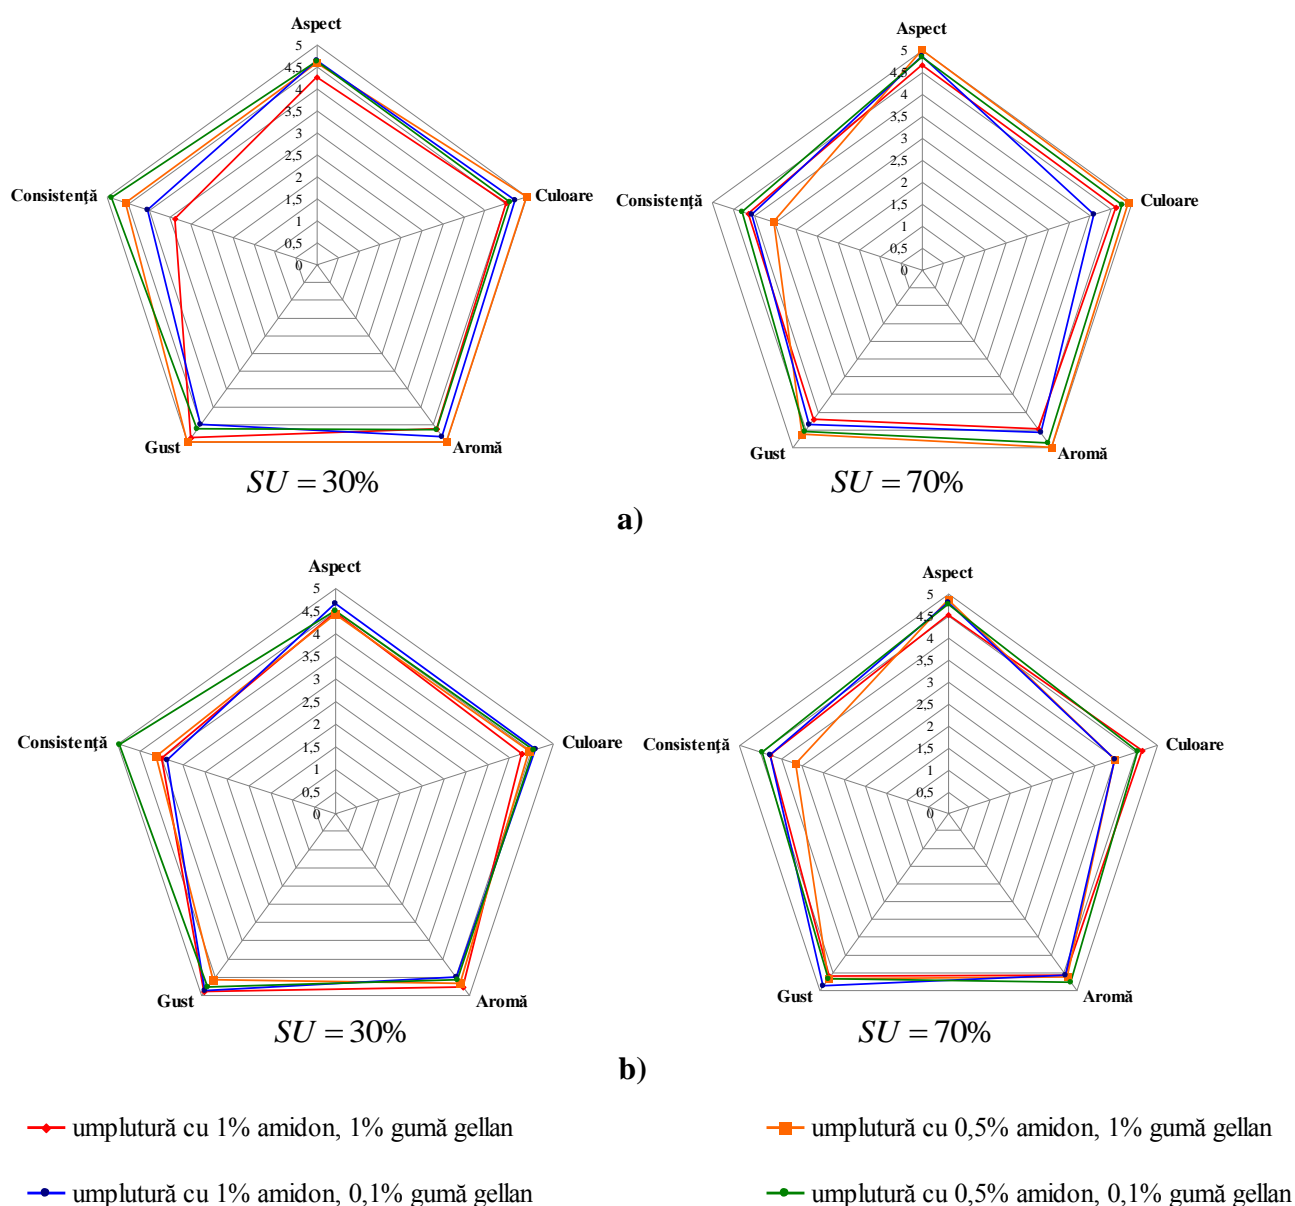 Aspect
5
4,5
4
3,5
3
2,5
2
1,5
1
0,5
0
Consistență
Culoare
Gust
Aromă
SU = 30%
Aspect
5
4,5
4
3,5
3
2,5
2
1,5
1
0,5
0
Consistență
Culoare
Gust
Aromă
SU = 70%
a)
Aspect
5
4,5
4
3,5
3
2,5
2
1,5
1
0,5
0
Consistență
Culoare
Gust
Aromă
SU = 30%
Aspect
5
4,5
4
3,5
3
2,5
2
1,5
1
0,5
0
Consistență
Culoare
Gust
Aromă
SU = 70%
b)
umplutură cu 1% amidon, 1% gumă gellan
umplutură cu 0,5% amidon, 1% gumă gellan
umplutură cu 1% amidon, 0,1% gumă gellan
umplutură cu 0,5% amidon, 0,1% gumă gellan